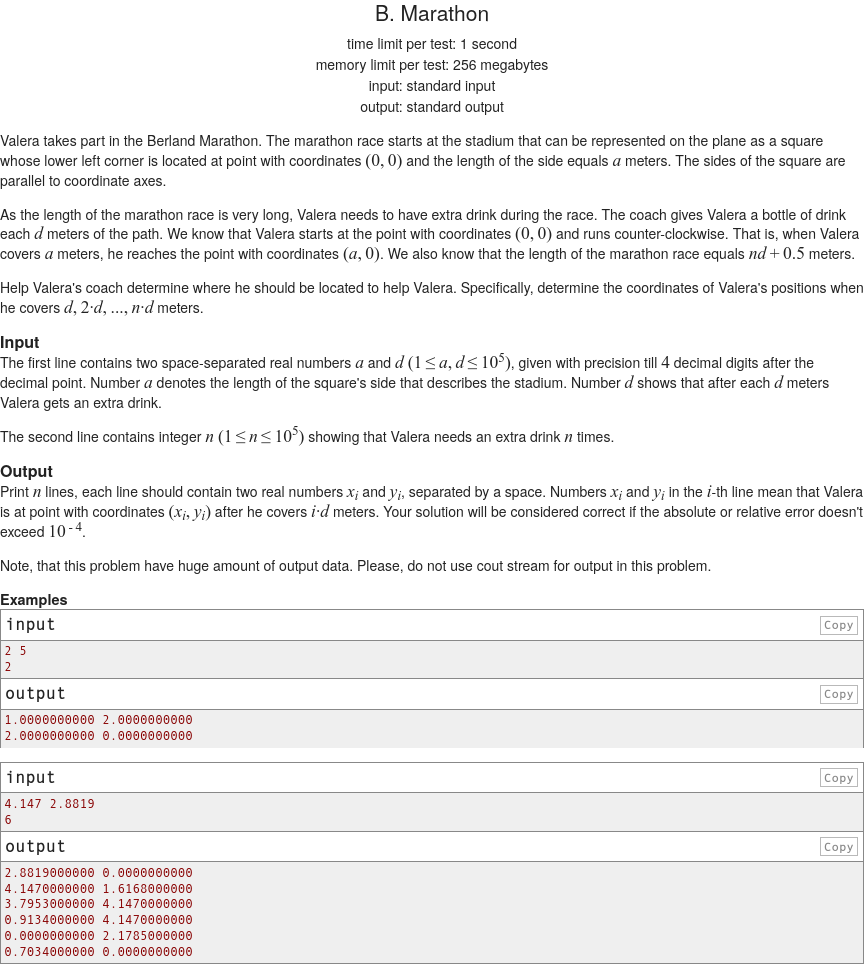 B. Marathon
time limit per test: 1 second
memory limit per test: 256 megabytes
input: standard input
output: standard output
Valera takes part in the Berland Marathon. The marathon race starts at the stadium that can be represented on the plane as a square
whose lower left corner is located at point with coordinates (0, 0) and the length of the side equals a meters. The sides of the square are
parallel to coordinate axes.
As the length of the marathon race is very long, Valera needs to have extra drink during the race. The coach gives Valera a bottle of drink
each d meters of the path. We know that Valera starts at the point with coordinates (0, 0) and runs counter-clockwise. That is, when Valera
covers a meters, he reaches the point with coordinates (a, 0). We also know that the length of the marathon race equals nd + 0.5 meters.
Help Valera's coach determine where he should be located to help Valera. Specifically, determine the coordinates of Valera's positions when
he covers d, 2·d, ..., n·d meters.
Input
The first line contains two space-separated real numbers a and d (1 ≤ a, d ≤ 10^5), given with precision till 4 decimal digits after the
decimal point. Number a denotes the length of the square's side that describes the stadium. Number d shows that after each d meters
Valera gets an extra drink.
The second line contains integer n (1 ≤ n ≤ 10^5) showing that Valera needs an extra drink n times.
Output
Print n lines, each line should contain two real numbers x_i and y_i, separated by a space. Numbers x_i and y_i in the i-th line mean that Valera
is at point with coordinates (x_i, y_i) after he covers i·d meters. Your solution will be considered correct if the absolute or relative error doesn't
exceed 10^-4.
Note, that this problem have huge amount of output data. Please, do not use cout stream for output in this problem.
Examples
input Copy
2 5
2
output Copy
1.0000000000 2.0000000000
2.0000000000 0.0000000000
input Copy
4.147 2.8819
6
output Copy
2.8819000000 0.0000000000
4.1470000000 1.6168000000
3.7953000000 4.1470000000
0.9134000000 4.1470000000
0.0000000000 2.1785000000
0.7034000000 0.0000000000